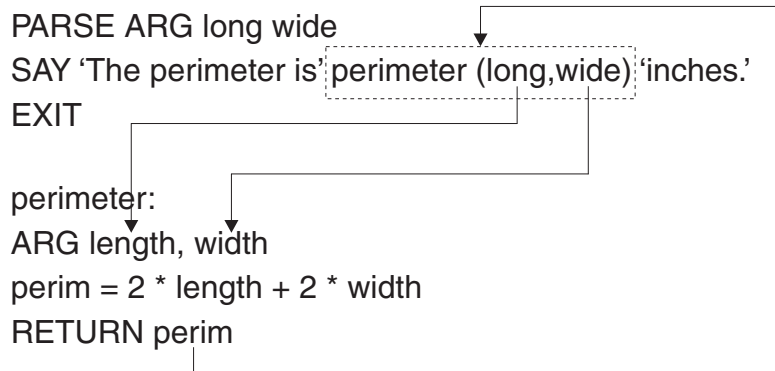 PARSE ARG long wide
SAY ‘The perimeter is’ perimeter (long,wide) ‘inches.’
EXIT
perimeter:
ARG length, width
perim = 2 * length + 2 * width
RETURN perim